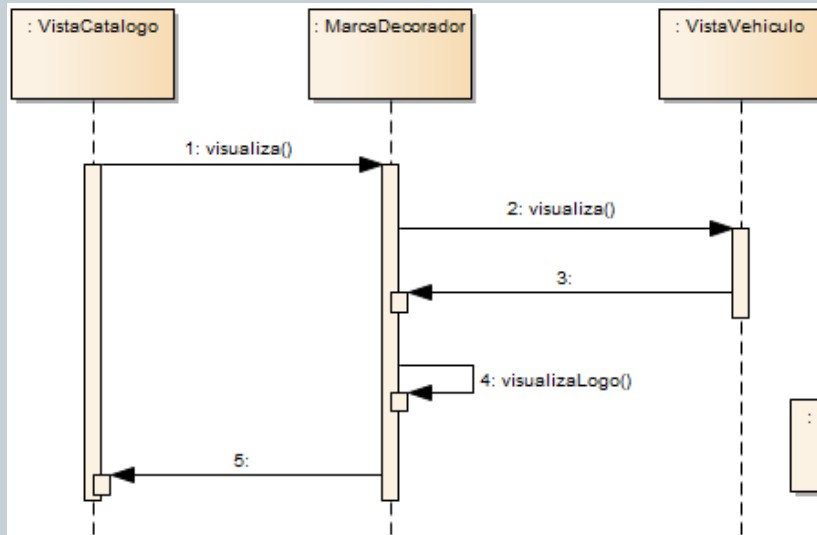 : VistaCatalogo
: MarcaDecorador
: VistaVehiculo
1: visualiza()
2: visualiza()
3:
4: visualizaLogo()
:
5: